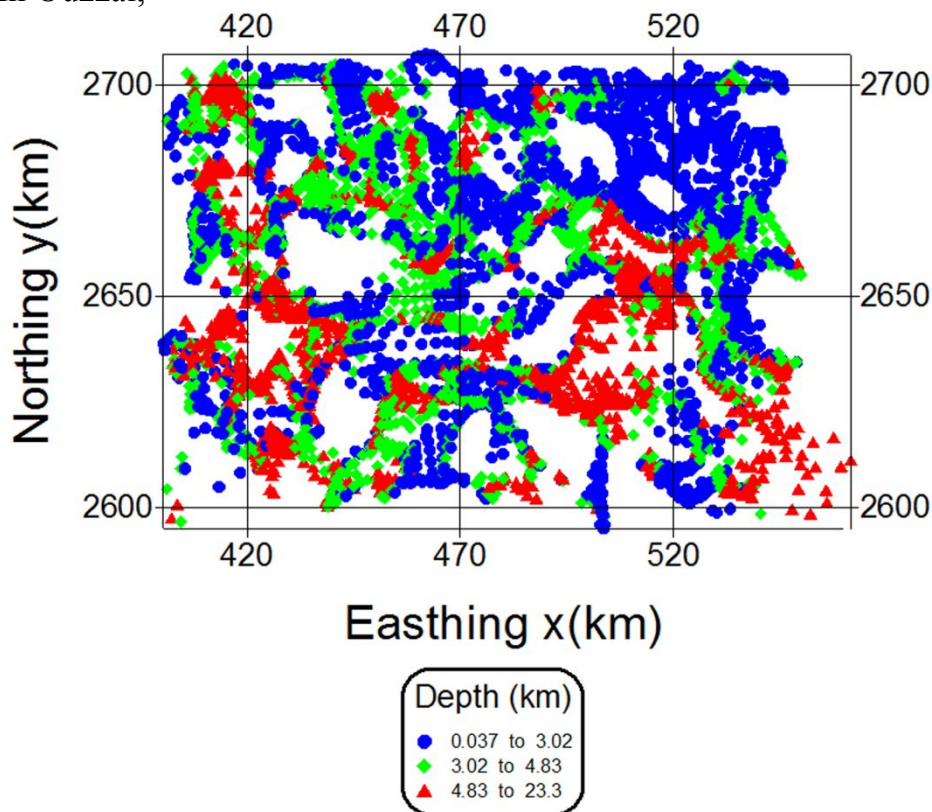 420 470 520
2700 2700
2650 2650
2600 2600
420 470 520
Northing y(km)
Easthing x(km)
Depth (km)
0.037 to 3.02
3.02 to 4.83
4.83 to 23.3